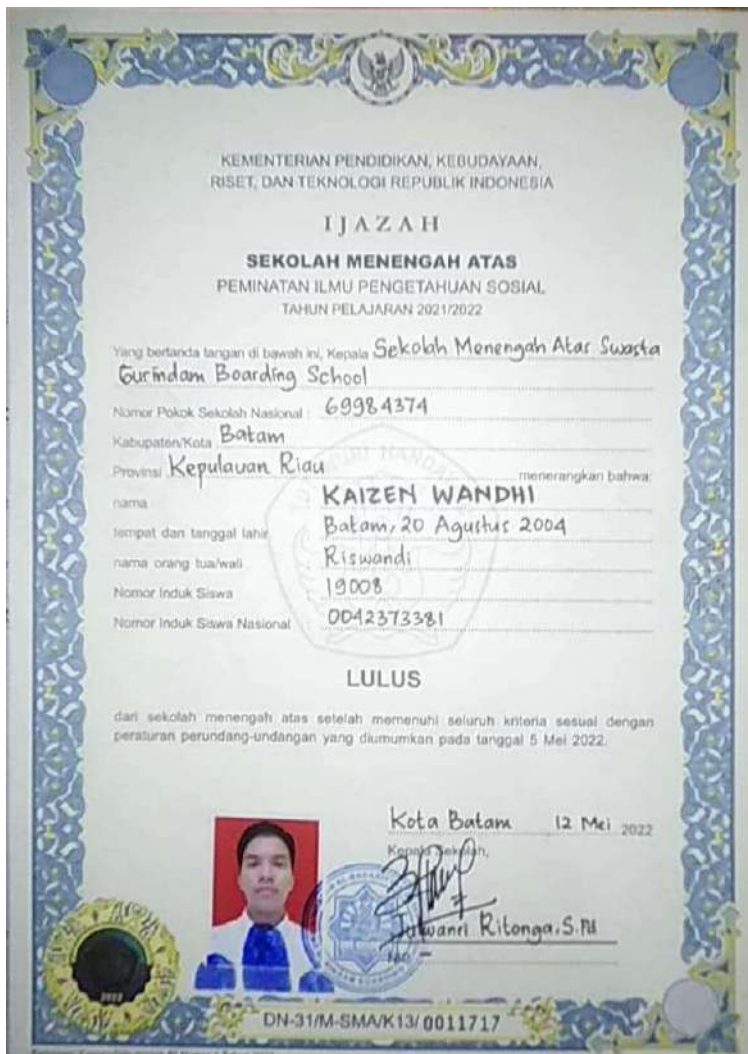 KEMENTERIAN PENDIDIKAN, KEBUDAYAAN,
RISET, DAN TEKNOLOGI REPUBLIK INDONESIA
IJAZAH
SEKOLAH MENENGAH ATAS
PEMINATAN ILMU PENGETAHUAN SOSIAL
TAHUN PELAJARAN 2021/2022
Yang bertanda tangan di bawah ini, Kepala Sekolah Menengah Atas Swasta
Gurindam Boarding School
Nomor Pokok Sekolah Nasional : 69984374
Kabupaten/Kota Batam
Provinsi Kepulauan Riau menerangkan bahwa:
nama : KAIZEN WANDHI
tempat dan tanggal lahir : Batam, 20 Agustus 2004
nama orang tua/wali : Riswandi
Nomor Induk Siswa : 19008
Nomor Induk Siswa Nasional : 0042373381
LULUS
dari sekolah menengah atas setelah memenuhi seluruh kriteria sesuai dengan
peraturan perundang-undangan yang diumumkan pada tanggal 5 Mei 2022.
Kota Batam 12 Mei 2022
Kepala Sekolah,
Ritonga, S.Pd
2022
DN-31/M-SMA/K13/0011717